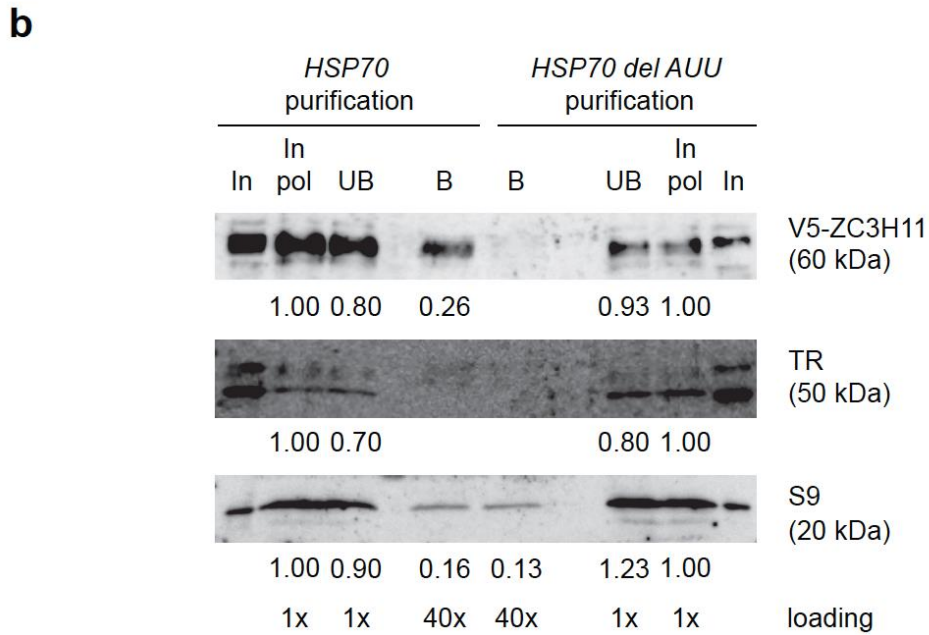 b
HSP70 HSP70 del AUU
purification purification
In In
In pol UB B B UB pol In
V5-ZC3H11
(60 kDa)
1.00 0.80 0.26 0.93 1.00
TR
(50 kDa)
1.00 0.70 0.80 1.00
S9
(20 kDa)
1.00 0.90 0.16 0.13 1.23 1.00
1x 1x 40x 40x 1x 1x loading